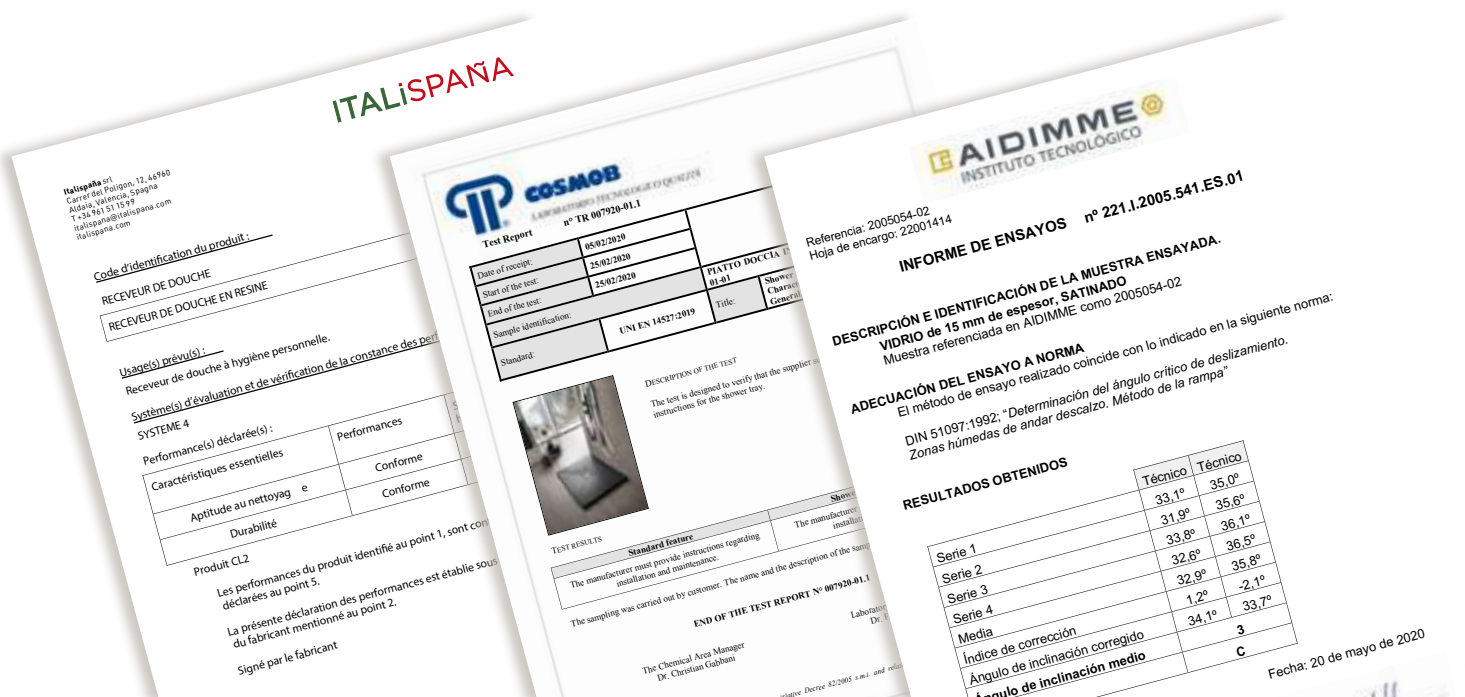 ITALiSPAÑA
Italispaña srl
Carrer del Poligon, 12, 46960
Aldaia, Valencia, Spagna
T +34 961 51 15 99
italispana@italispana.com
italispana.com
Code d'identification du produit :
RECEVEUR DE DOUCHE
RECEVEUR DE DOUCHE EN RESINE
Usage(s) prévu(s) :
Receveur de douche à hygiène personnelle.
Système(s) d'évaluation et de vérification de la constance des
SYSTEME 4
Performance(s) déclarée(s) :
Caractéristiques essentielles Performances
Aptitude au nettoyag e Conforme
Durabilité Conforme
Produit CL2
Les performances du produit identifié au point 1, sont
déclarées au point 5.
La présente déclaration des performances est établie sous
du fabricant mentionné au point 2.
Signé par le fabricant
COSMOB
LABORATORIO TECNOLOGICO QUALITÀ
Test Report n° TR 007920-01.1
Date of receipt: 05/02/2020
Start of the test: 25/02/2020
End of the test: 25/02/2020
Sample identification: PIATTO DOCCIA
01-01
Standard: UNI EN 14527:2019 Title: Shower
DESCRIPTION OF THE TEST
The test is designed to verify that the supplier
instructions for the shower tray.
TEST RESULTS
Standard feature
The manufacturer must provide instructions regarding
installation and maintenance.
The manufacturer
The sampling was carried out by customer. The name and the description of the
END OF THE TEST REPORT N° 007920-01.1
The Chemical Area Manager
Dr. Christian Gabbani
Dr.
Decree 82/2005 s.m.i. and
AIDIMME
INSTITUTO TECNOLÓGICO
Referencia: 2005054-02
Hoja de encargo: 22001414
INFORME DE ENSAYOS nº 221.I.2005.541.ES.01
DESCRIPCIÓN E IDENTIFICACIÓN DE LA MUESTRA ENSAYADA.
VIDRIO de 15 mm de espesor, SATINADO
Muestra referenciada en AIDIMME como 2005054-02
ADECUACIÓN DEL ENSAYO A NORMA
El método de ensayo realizado coincide con lo indicado en la siguiente norma:
DIN 51097:1992; "Determinación del ángulo crítico de deslizamiento.
Zonas húmedas de andar descalzo. Método de la rampa"
RESULTADOS OBTENIDOS
Técnico Técnico
Serie 1 33,1º 35,0º
Serie 2 31,9º 35,6º
Serie 3 33,8º 36,1º
Serie 4 32,6º 36,5º
Media 32,9º 35,8º
Índice de corrección 1,2º -2,1º
Ángulo de inclinación corregido 34,1º 33,7º
Ángulo de inclinación medio 3
C
Fecha: 20 de mayo de 2020